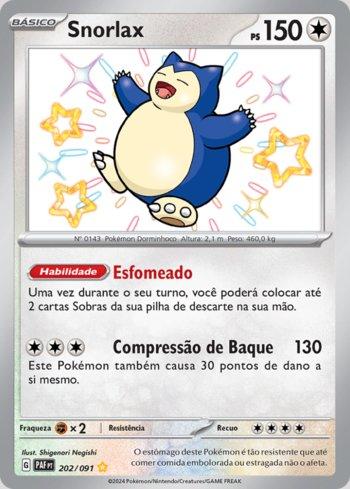 BÁSICO
Snorlax
PS 150
Nº 0143 Pokémon Dorminhoco Altura: 2,1 m Peso: 460,0 kg
Habilidade Esfomeado
Uma vez durante o seu turno, você poderá colocar até
2 cartas Sobras da sua pilha de descarte na sua mão.
Compressão de Baque 130
Este Pokémon também causa 30 pontos de dano a
si mesmo.
Fraqueza × 2 Resistência Recuo
Ilust. Shigenori Negishi
G PAF PT 202/091
O estômago deste Pokémon é tão resistente que até
comer comida embolorada ou estragada não o afeta.
©2024 Pokémon/Nintendo/Creatures/GAME FREAK